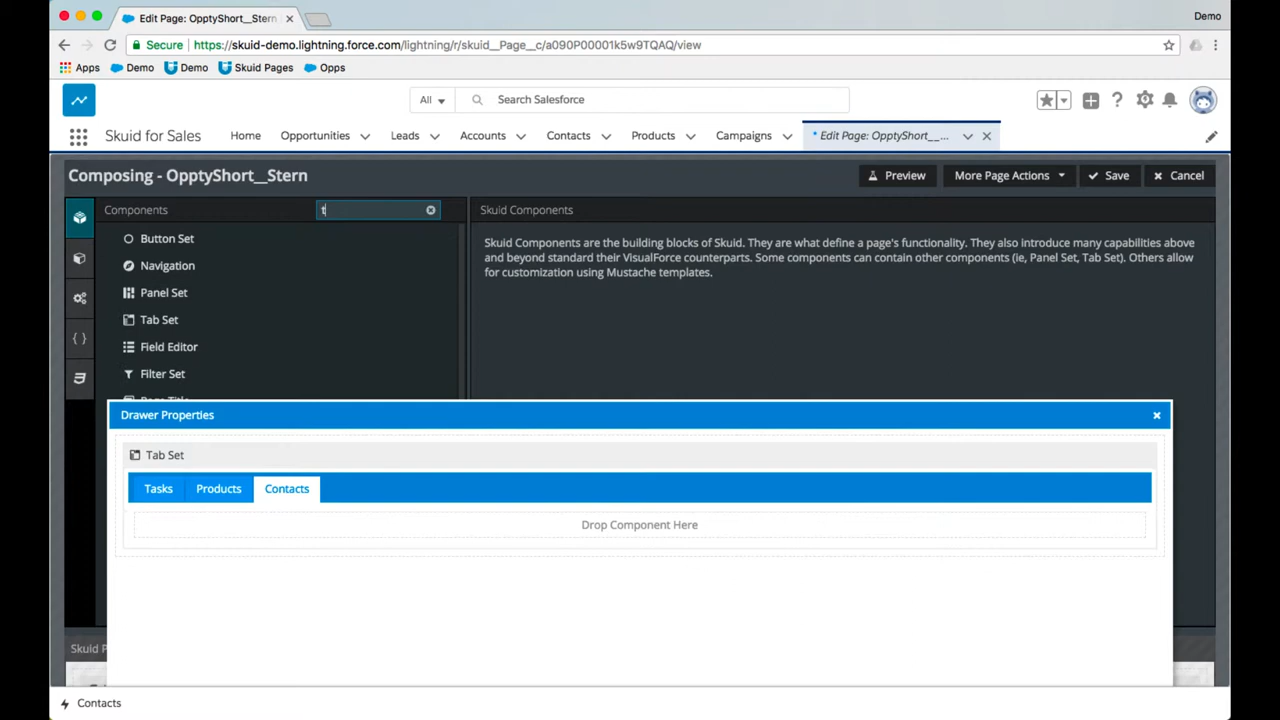 Edit Page: OpptyShort__Stern
Demo
Secure https://skuid-demo.lightning.force.com/lightning/r/skuid__Page__c/a090P00001k5w9TQAQ/view
Apps Demo Demo Skuid Pages Opps
All Search Salesforce
Skuid for Sales Home Opportunities Leads Accounts Contacts Products Campaigns * Edit Page: OpptyShort__...
Composing - OpptyShort__Stern Preview More Page Actions Save Cancel
Components t Skuid Components
Button Set
Navigation
Panel Set
Tab Set
Field Editor
Filter Set
Page Title
Skuid Components are the building blocks of Skuid. They are what define a page's functionality. They also introduce many capabilities above
and beyond standard their VisualForce counterparts. Some components can contain other components (ie, Panel Set, Tab Set). Others allow
for customization using Mustache templates.
Drawer Properties
Tab Set
Tasks Products Contacts
Drop Component Here
Skuid
Contacts